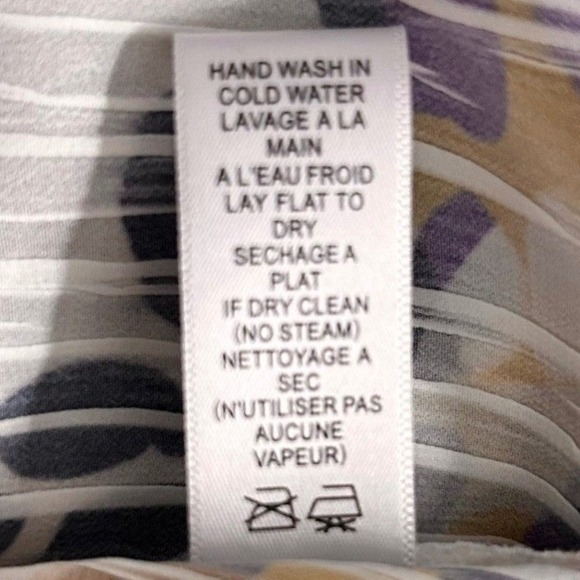 HAND WASH IN
COLD WATER
LAVAGE A LA
MAIN
A L'EAU FROID
LAY FLAT TO
DRY
SECHAGE A
PLAT
IF DRY CLEAN
(NO STEAM)
NETTOYAGE A
SEC
(N'UTILISER PAS
AUCUNE
VAPEUR)